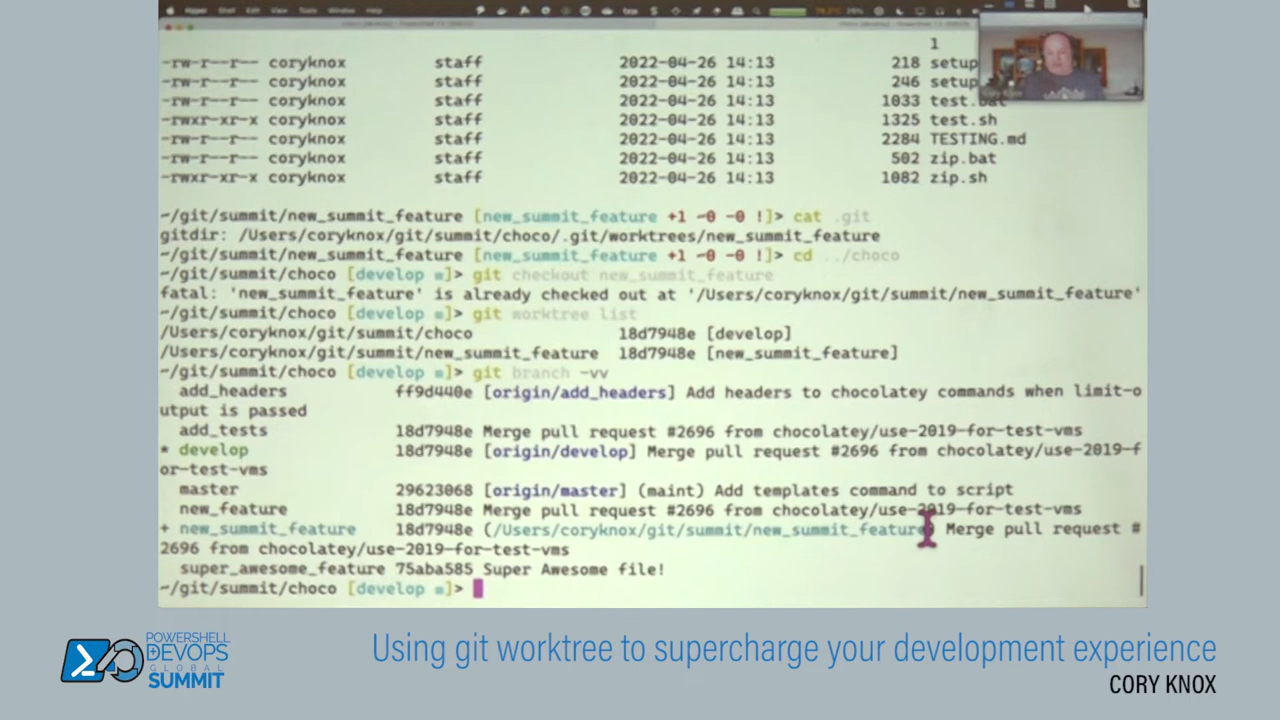 1
-rw-r--r-- coryknox staff 2022-04-26 14:13 218 setup
-rw-r--r-- coryknox staff 2022-04-26 14:13 246 setup
-rw-r--r-- coryknox staff 2022-04-26 14:13 1033 test.bat
-rwxr-xr-x coryknox staff 2022-04-26 14:13 1325 test.sh
-rw-r--r-- coryknox staff 2022-04-26 14:13 2284 TESTING.md
-rw-r--r-- coryknox staff 2022-04-26 14:13 502 zip.bat
-rwxr-xr-x coryknox staff 2022-04-26 14:13 1082 zip.sh
~/git/summit/new_summit_feature [new_summit_feature +1 ~0 -0 !]> cat .git
gitdir: /Users/coryknox/git/summit/choco/.git/worktrees/new_summit_feature
~/git/summit/new_summit_feature [new_summit_feature +1 ~0 -0 !]> cd ../choco
~/git/summit/choco [develop ≡]> git checkout new_summit_feature
fatal: 'new_summit_feature' is already checked out at '/Users/coryknox/git/summit/new_summit_feature'
~/git/summit/choco [develop ≡]> git worktree list
/Users/coryknox/git/summit/choco 18d7948e [develop]
/Users/coryknox/git/summit/new_summit_feature 18d7948e [new_summit_feature]
~/git/summit/choco [develop ≡]> git branch -vv
add_headers ff9d440e [origin/add_headers] Add headers to chocolatey commands when limit-o
utput is passed
add_tests 18d7948e Merge pull request #2696 from chocolatey/use-2019-for-test-vms
* develop 18d7948e [origin/develop] Merge pull request #2696 from chocolatey/use-2019-f
or-test-vms
master 29623068 [origin/master] (maint) Add templates command to script
new_feature 18d7948e Merge pull request #2696 from chocolatey/use-2019-for-test-vms
+ new_summit_feature 18d7948e (/Users/coryknox/git/summit/new_summit_feature) Merge pull request #
2696 from chocolatey/use-2019-for-test-vms
super_awesome_feature 75aba585 Super Awesome file!
~/git/summit/choco [develop ≡]>
POWERSHELL
DEVOPS
GLOBAL
SUMMIT
Using git worktree to supercharge your development experience
CORY KNOX